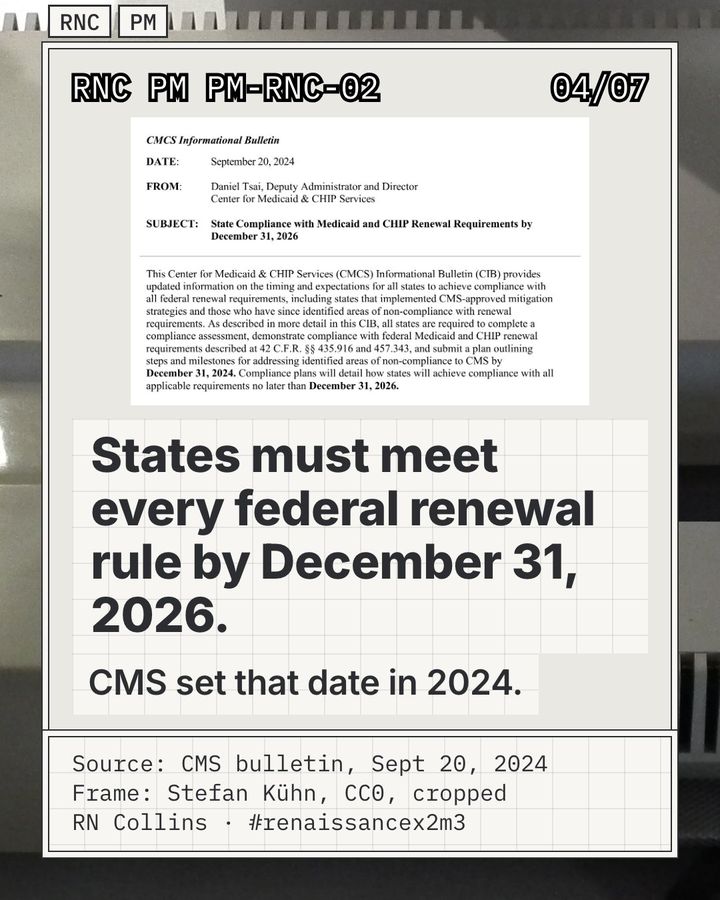 RNC PM
RNC PM PM-RNC-02 04/07
CMCS Informational Bulletin
DATE: September 20, 2024
FROM: Daniel Tsai, Deputy Administrator and Director
Center for Medicaid & CHIP Services
SUBJECT: State Compliance with Medicaid and CHIP Renewal Requirements by
December 31, 2026
This Center for Medicaid & CHIP Services (CMCS) Informational Bulletin (CIB) provides
updated information on the timing and expectations for all states to achieve compliance with
all federal renewal requirements, including states that implemented CMS-approved mitigation
strategies and those who have since identified areas of non-compliance with renewal
requirements. As described in more detail in this CIB, all states are required to complete a
compliance assessment, demonstrate compliance with federal Medicaid and CHIP renewal
requirements described at 42 C.F.R. §§ 435.916 and 457.343, and submit a plan outlining
steps and milestones for addressing identified areas of non-compliance to CMS by
December 31, 2024. Compliance plans will detail how states will achieve compliance with all
applicable requirements no later than December 31, 2026.
States must meet
every federal renewal
rule by December 31,
2026.
CMS set that date in 2024.
Source: CMS bulletin, Sept 20, 2024
Frame: Stefan Kühn, CC0, cropped
RN Collins · #renaissancex2m3